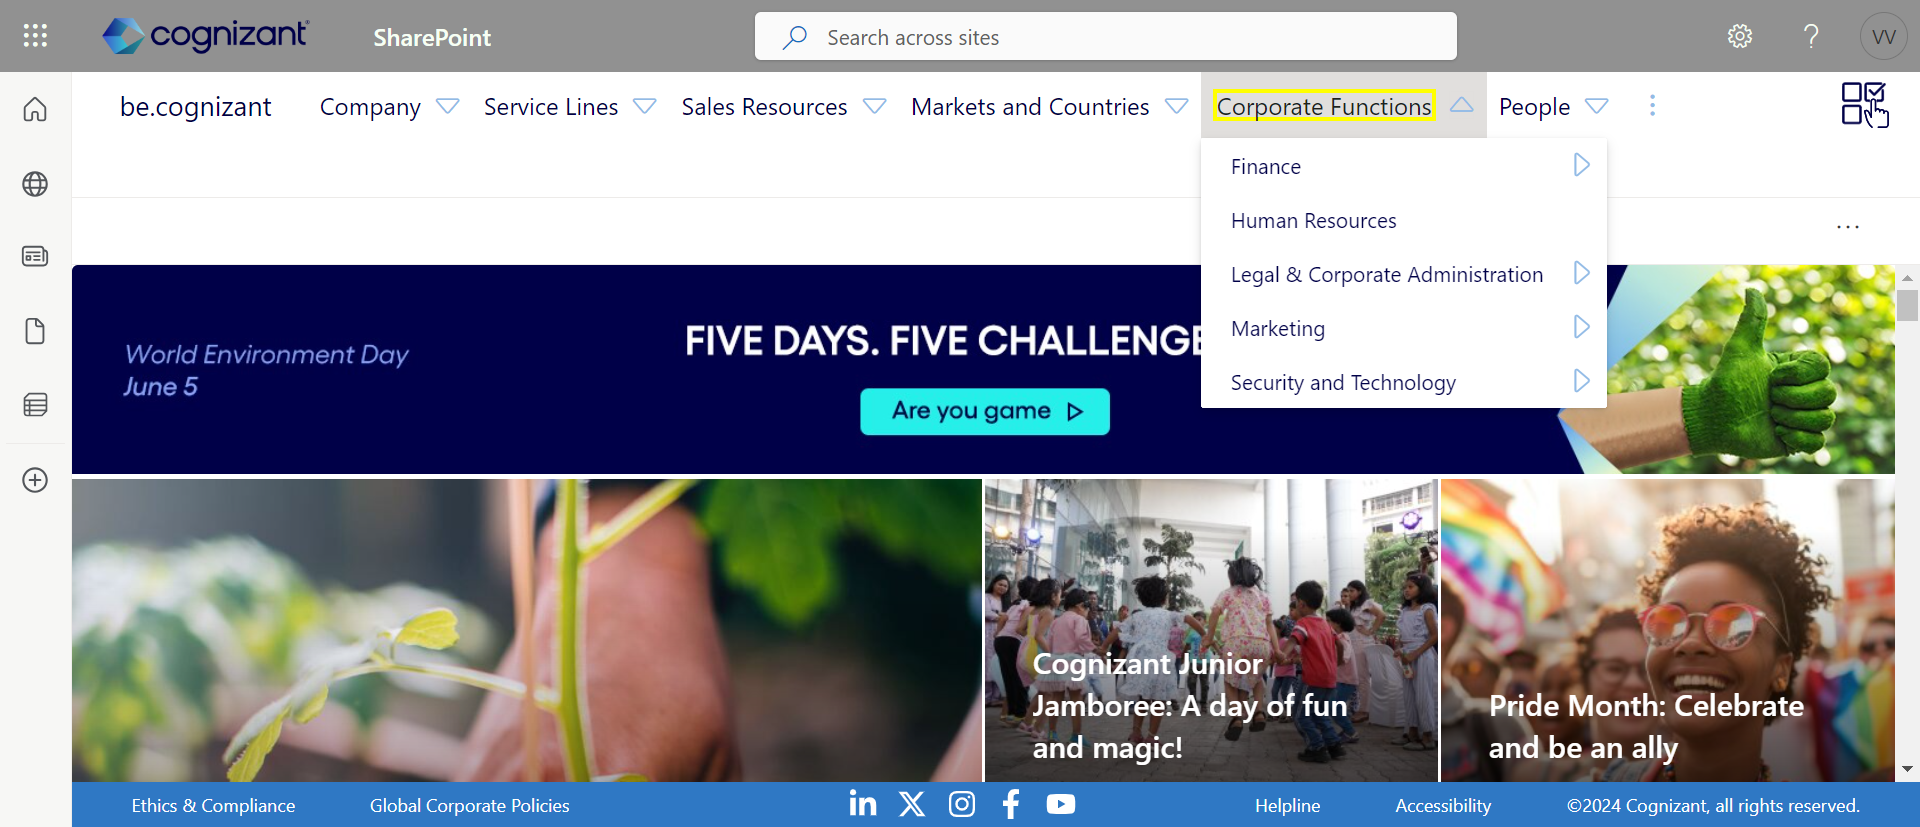 cognizant
SharePoint
Search across sites
VV
be.cognizant
Company
Service Lines
Sales Resources
Markets and Countries
Corporate Functions
People
Finance
Human Resources
Legal & Corporate Administration
Marketing
Security and Technology
World Environment Day
June 5
FIVE DAYS. FIVE CHALLENGE
Are you game
Cognizant Junior
Jamboree: A day of fun
and magic!
Pride Month: Celebrate
and be an ally
Ethics & Compliance
Global Corporate Policies
Helpline
Accessibility
©2024 Cognizant, all rights reserved.